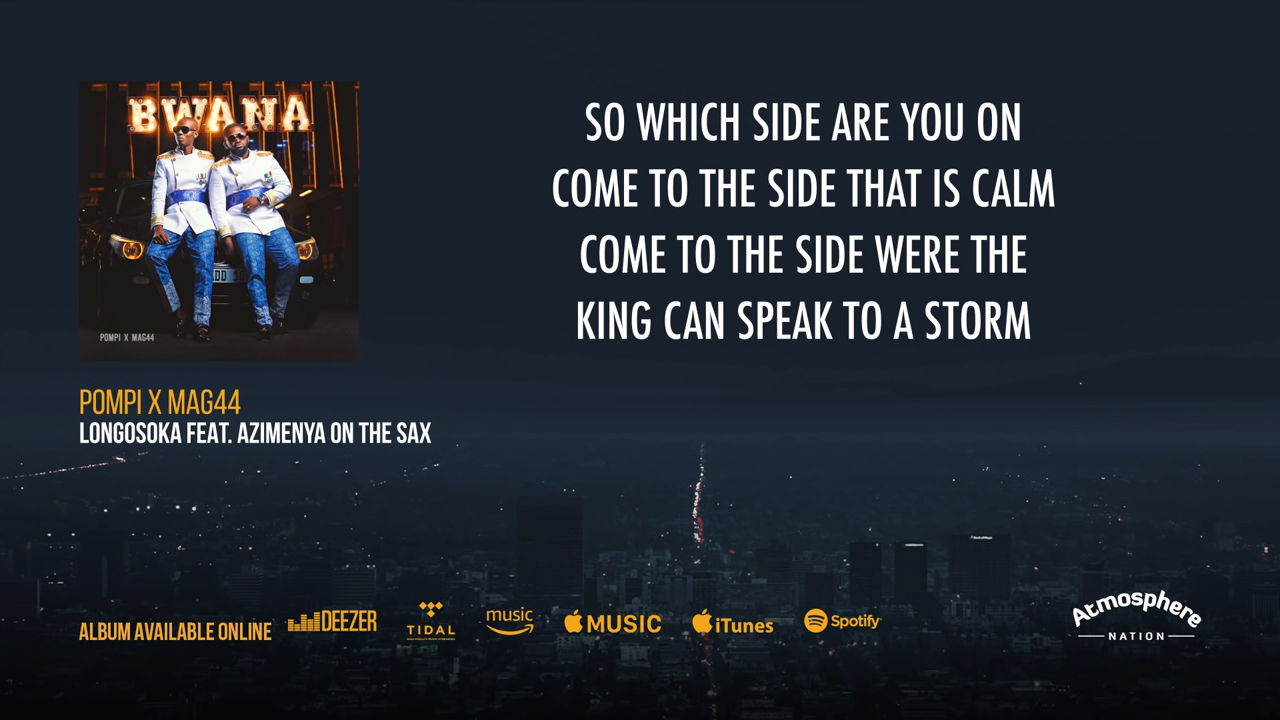 BWANA
POMPI X MAG44
POMPI X MAG44
LONGOSOKA FEAT. AZIMENYA ON THE SAX
SO WHICH SIDE ARE YOU ON
COME TO THE SIDE THAT IS CALM
COME TO THE SIDE WERE THE
KING CAN SPEAK TO A STORM
ALBUM AVAILABLE ONLINE
DEEZER
TIDAL
music
MUSIC
iTunes
Spotify
Atmosphere
NATION